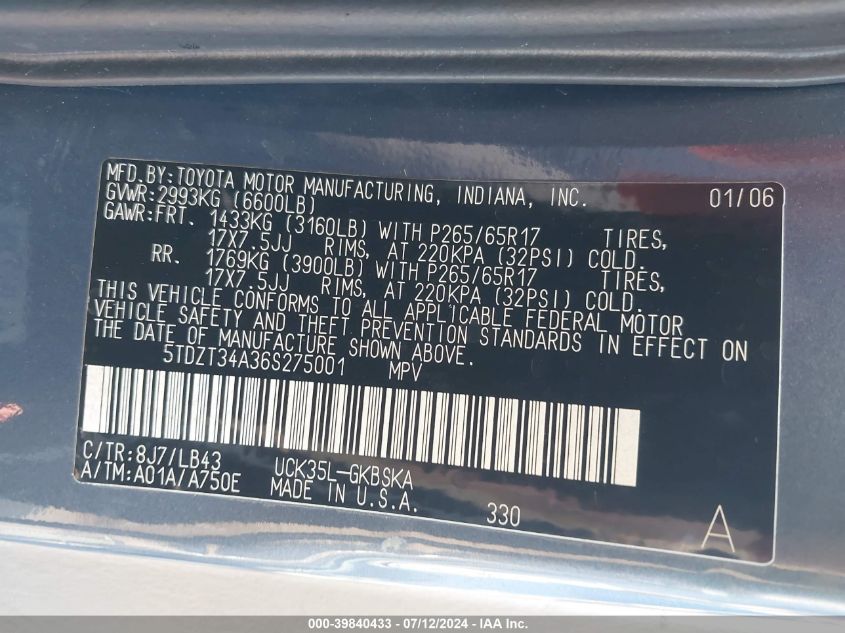 MFD.BY:TOYOTA MOTOR MANUFACTURING, INDIANA, INC. 01/06
GVWR:2993KG (6600LB)
GAWR:FRT. 1433KG (3160LB) WITH P265/65R17 TIRES,
17X7.5JJ RIMS, AT 220KPA (32PSI) COLD.
RR. 1769KG (3900LB) WITH P265/65R17 TIRES,
17X7.5JJ RIMS, AT 220KPA (32PSI) COLD.
THIS VEHICLE CONFORMS TO ALL APPLICABLE FEDERAL MOTOR
VEHICLE SAFETY AND THEFT PREVENTION STANDARDS IN EFFECT ON
THE DATE OF MANUFACTURE SHOWN ABOVE.
5TDZT34A36S275001 MPV
C/TR:8J7/LB43 UCK35L-GKBSKA
A/TM:A01A/A750E MADE IN U.S.A. 330 A
000-39840433 - 07/12/2024 - IAA Inc.